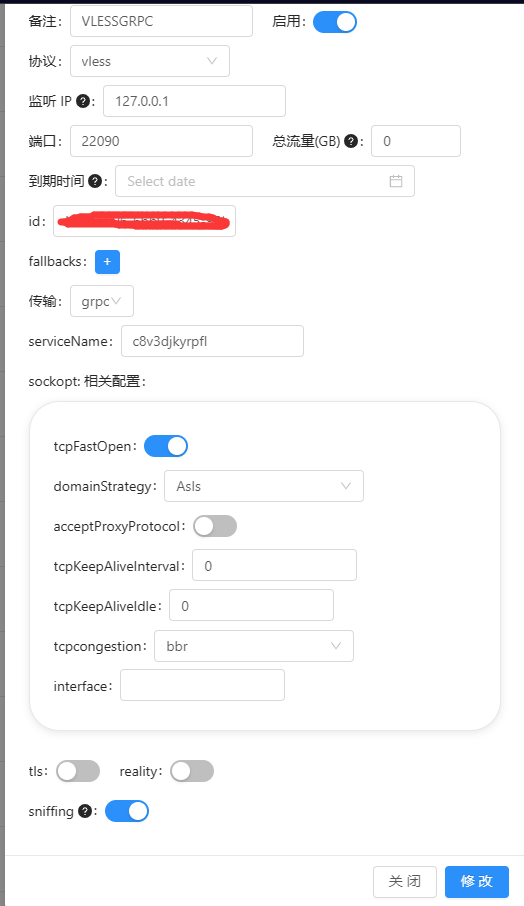 备注: VLESSGRPC 启用:
协议: vless
监听 IP ?: 127.0.0.1
端口: 22090 总流量(GB) ?: 0
到期时间 ?: Select date
id:
fallbacks: +
传输: grpc
serviceName: c8v3djkyrpfl
sockopt: 相关配置:
tcpFastOpen:
domainStrategy: AsIs
acceptProxyProtocol:
tcpKeepAliveInterval: 0
tcpKeepAliveIdle: 0
tcpcongestion: bbr
interface:
tls: reality:
sniffing ?:
关 闭 修 改